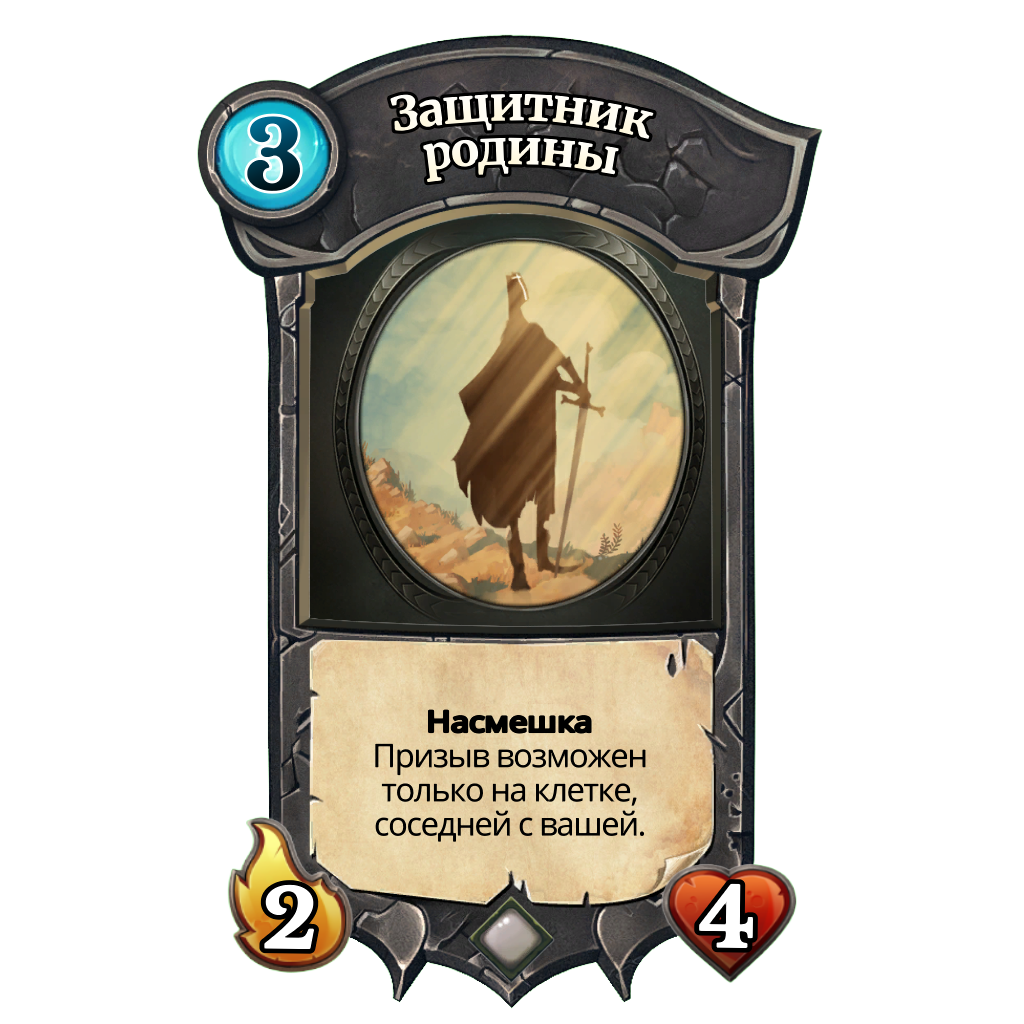 3
Защитник
родины
Насмешка
Призыв возможен
только на клетке,
соседней с вашей.
2
4